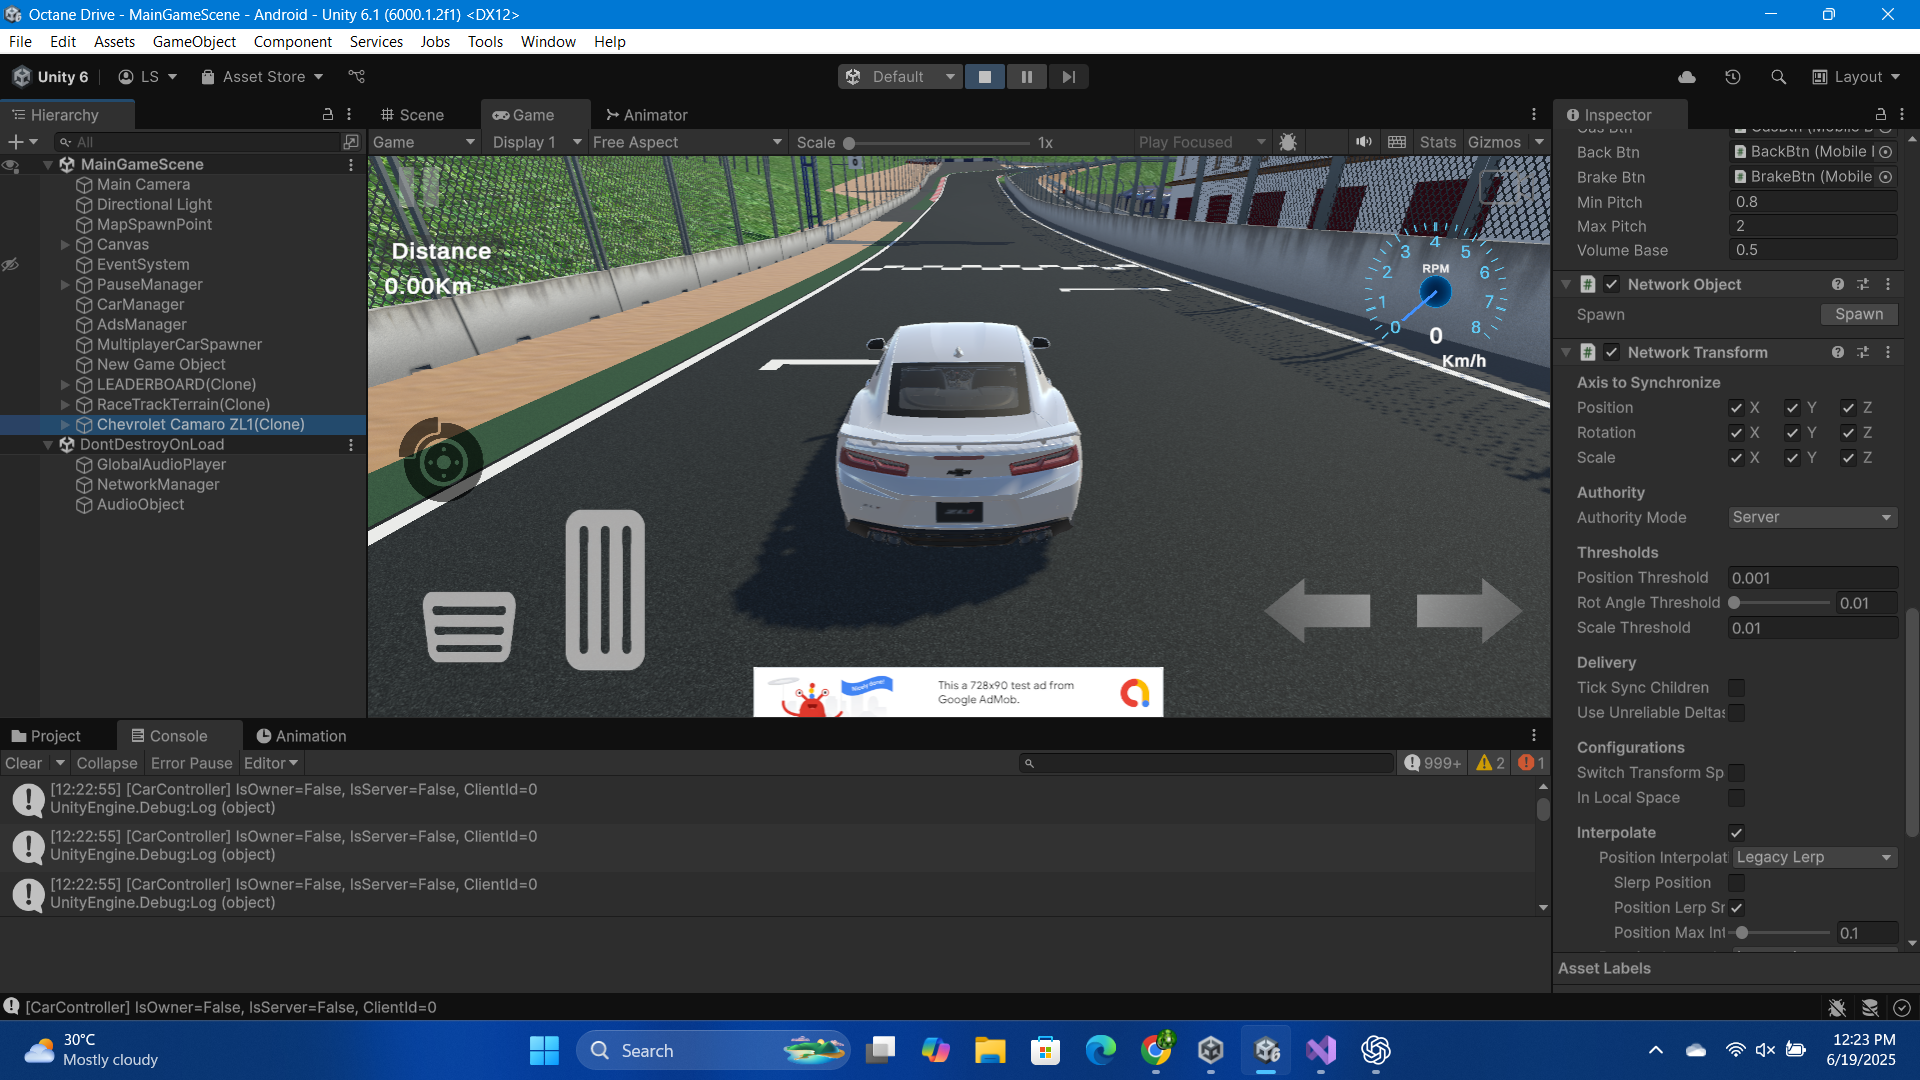 Octane Drive - MainGameScene - Android - Unity 6.1 (6000.1.2f1) <DX12>
File Edit Assets GameObject Component Services Jobs Tools Window Help
Unity 6 LS Asset Store Default Layout
Hierarchy
All
MainGameScene
Main Camera
Directional Light
MapSpawnPoint
Canvas
EventSystem
PauseManager
CarManager
AdsManager
MultiplayerCarSpawner
New Game Object
LEADERBOARD(Clone)
RaceTrackTerrain(Clone)
Chevrolet Camaro ZL1(Clone)
DontDestroyOnLoad
GlobalAudioPlayer
NetworkManager
AudioObject
Scene Game Animator
Game Display 1 Free Aspect Scale 1x Play Focused Stats Gizmos
Distance
0.00Km
0 1 2 3 4 5 6 7 8
RPM
0
Km/h
ZL1
Nicely done!
This a 728x90 test ad from
Google AdMob.
Inspector
Back Btn BackBtn (Mobile I
Brake Btn BrakeBtn (Mobile
Min Pitch 0.8
Max Pitch 2
Volume Base 0.5
Network Object
Spawn Spawn
Network Transform
Axis to Synchronize
Position X Y Z
Rotation X Y Z
Scale X Y Z
Authority
Authority Mode Server
Thresholds
Position Threshold 0.001
Rot Angle Threshold 0.01
Scale Threshold 0.01
Delivery
Tick Sync Children
Use Unreliable Deltas
Configurations
Switch Transform Sp
In Local Space
Interpolate
Position Interpolat Legacy Lerp
Slerp Position
Position Lerp Sr
Position Max Int 0.1
Asset Labels
Project Console Animation
Clear Collapse Error Pause Editor 999+ 2 1
[12:22:55] [CarController] IsOwner=False, IsServer=False, ClientId=0
UnityEngine.Debug:Log (object)
[12:22:55] [CarController] IsOwner=False, IsServer=False, ClientId=0
UnityEngine.Debug:Log (object)
[12:22:55] [CarController] IsOwner=False, IsServer=False, ClientId=0
UnityEngine.Debug:Log (object)
[CarController] IsOwner=False, IsServer=False, ClientId=0
30°C
Mostly cloudy
Search
12:23 PM
6/19/2025